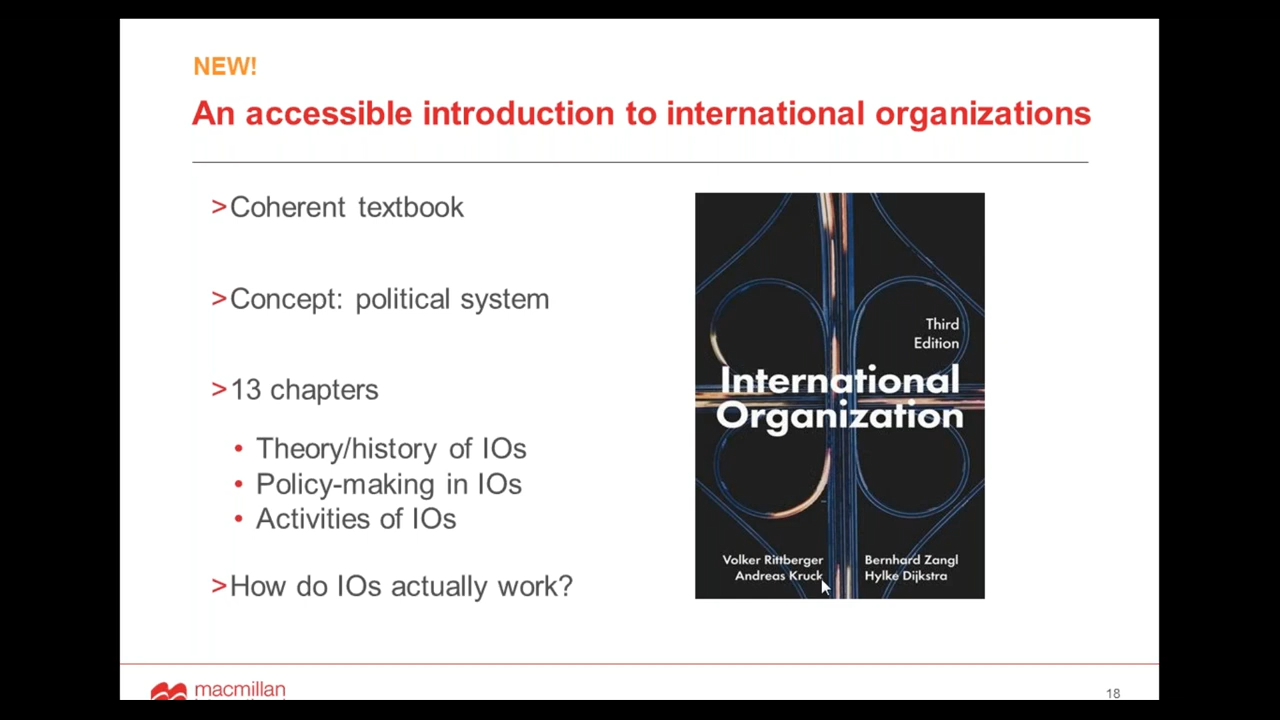 NEW!
An accessible introduction to international organizations
>Coherent textbook
>Concept: political system
>13 chapters
• Theory/history of IOs
• Policy-making in IOs
• Activities of IOs
>How do IOs actually work?
Third
Edition
International
Organization
Volker Rittberger
Andreas Kruck
Bernhard Zangl
Hylke Dijkstra
macmillan
18